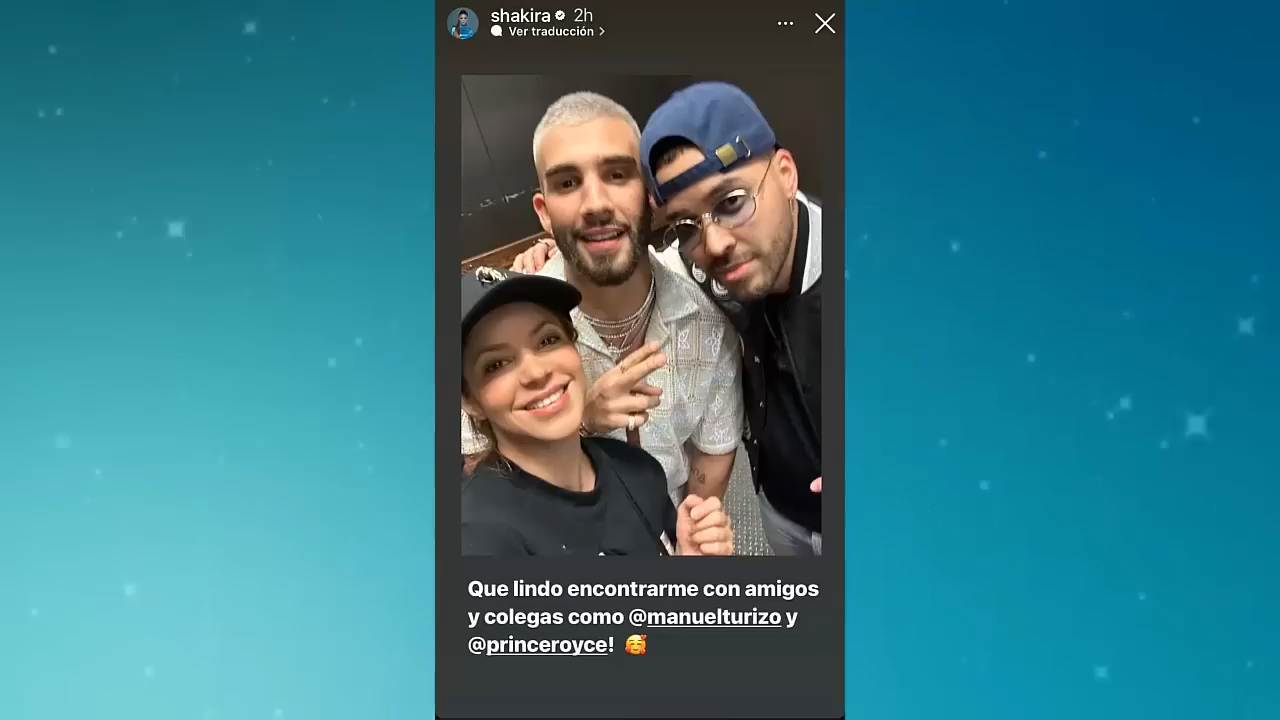 shakira 2h
Ver traducción >
Que lindo encontrarme con amigos
y colegas como @manuelturizo y
@princeroyce! 🥰